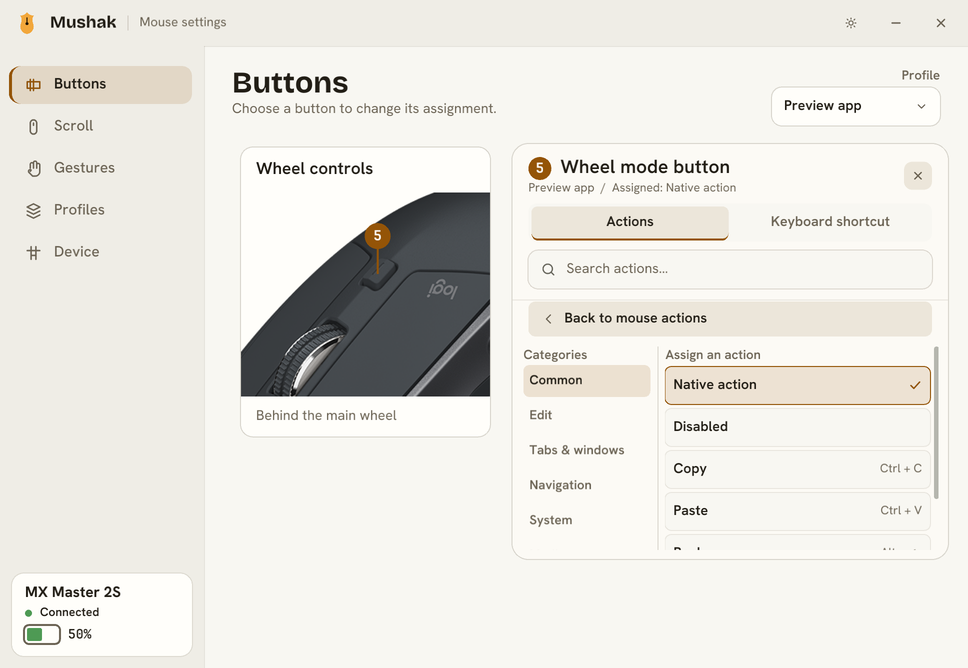 Mushak
Mouse settings
Buttons
Scroll
Gestures
Profiles
Device
MX Master 2S
Connected
50%
Buttons
Choose a button to change its assignment.
Profile
Preview app
Wheel controls
5
logi
Behind the main wheel
5 Wheel mode button
Preview app / Assigned: Native action
Actions
Keyboard shortcut
Search actions...
Back to mouse actions
Categories
Common
Edit
Tabs & windows
Navigation
System
Assign an action
Native action
Disabled
Copy Ctrl + C
Paste Ctrl + V